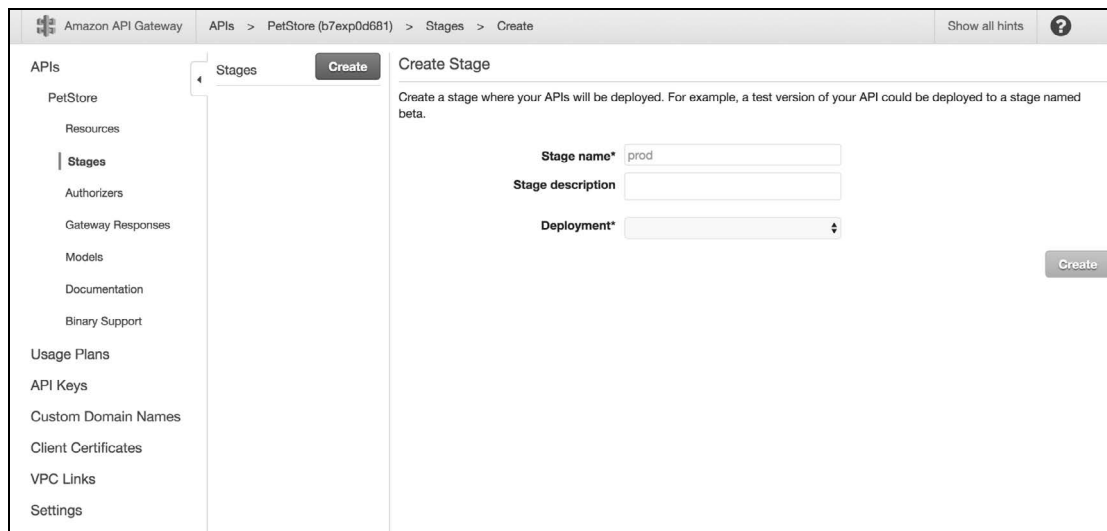 Amazon API Gateway APIs > PetStore (b7exp0d681) > Stages > Create Show all hints ?
APIs
PetStore
Resources
Stages
Authorizers
Gateway Responses
Models
Documentation
Binary Support
Usage Plans
API Keys
Custom Domain Names
Client Certificates
VPC Links
Settings
Stages Create
Create Stage
Create a stage where your APIs will be deployed. For example, a test version of your API could be deployed to a stage named
beta.
Stage name* prod
Stage description
Deployment*
Create